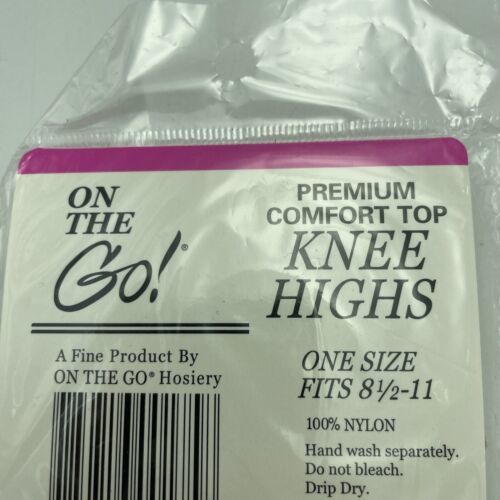 ON
THE
Go!®
A Fine Product By
ON THE GO® Hosiery
PREMIUM
COMFORT TOP
KNEE
HIGHS
ONE SIZE
FITS 8½-11
100% NYLON
Hand wash separately.
Do not bleach.
Drip Dry.